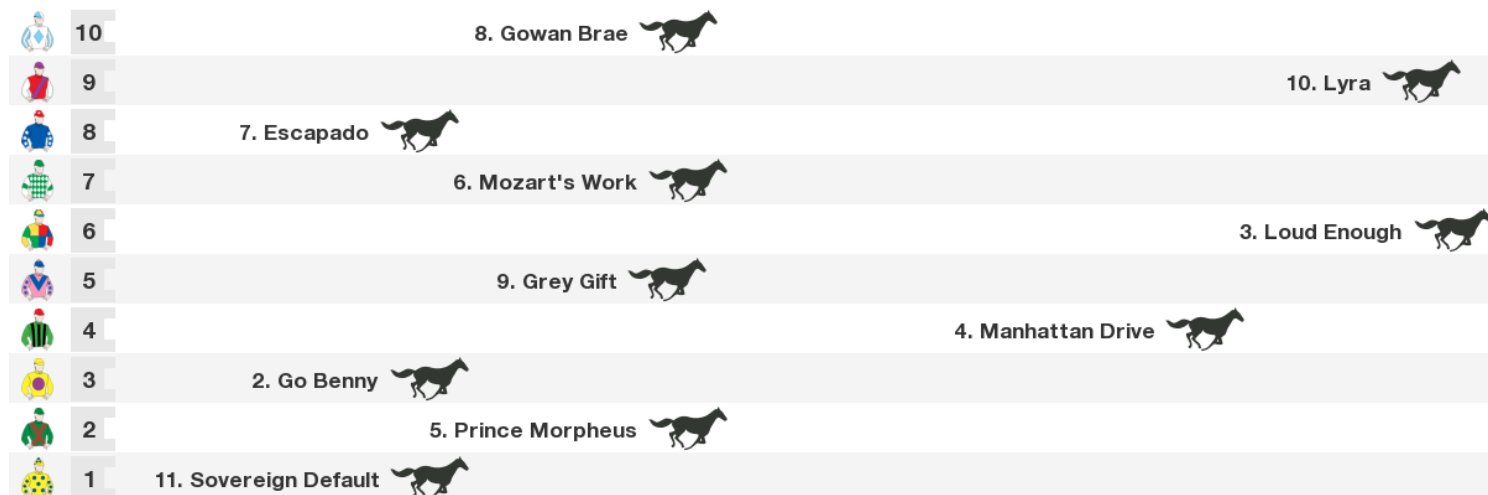 10 8. Gowan Brae
9 10. Lyra
8 7. Escapado
7 6. Mozart's Work
6 3. Loud Enough
5 9. Grey Gift
4 4. Manhattan Drive
3 2. Go Benny
2 5. Prince Morpheus
1 11. Sovereign Default